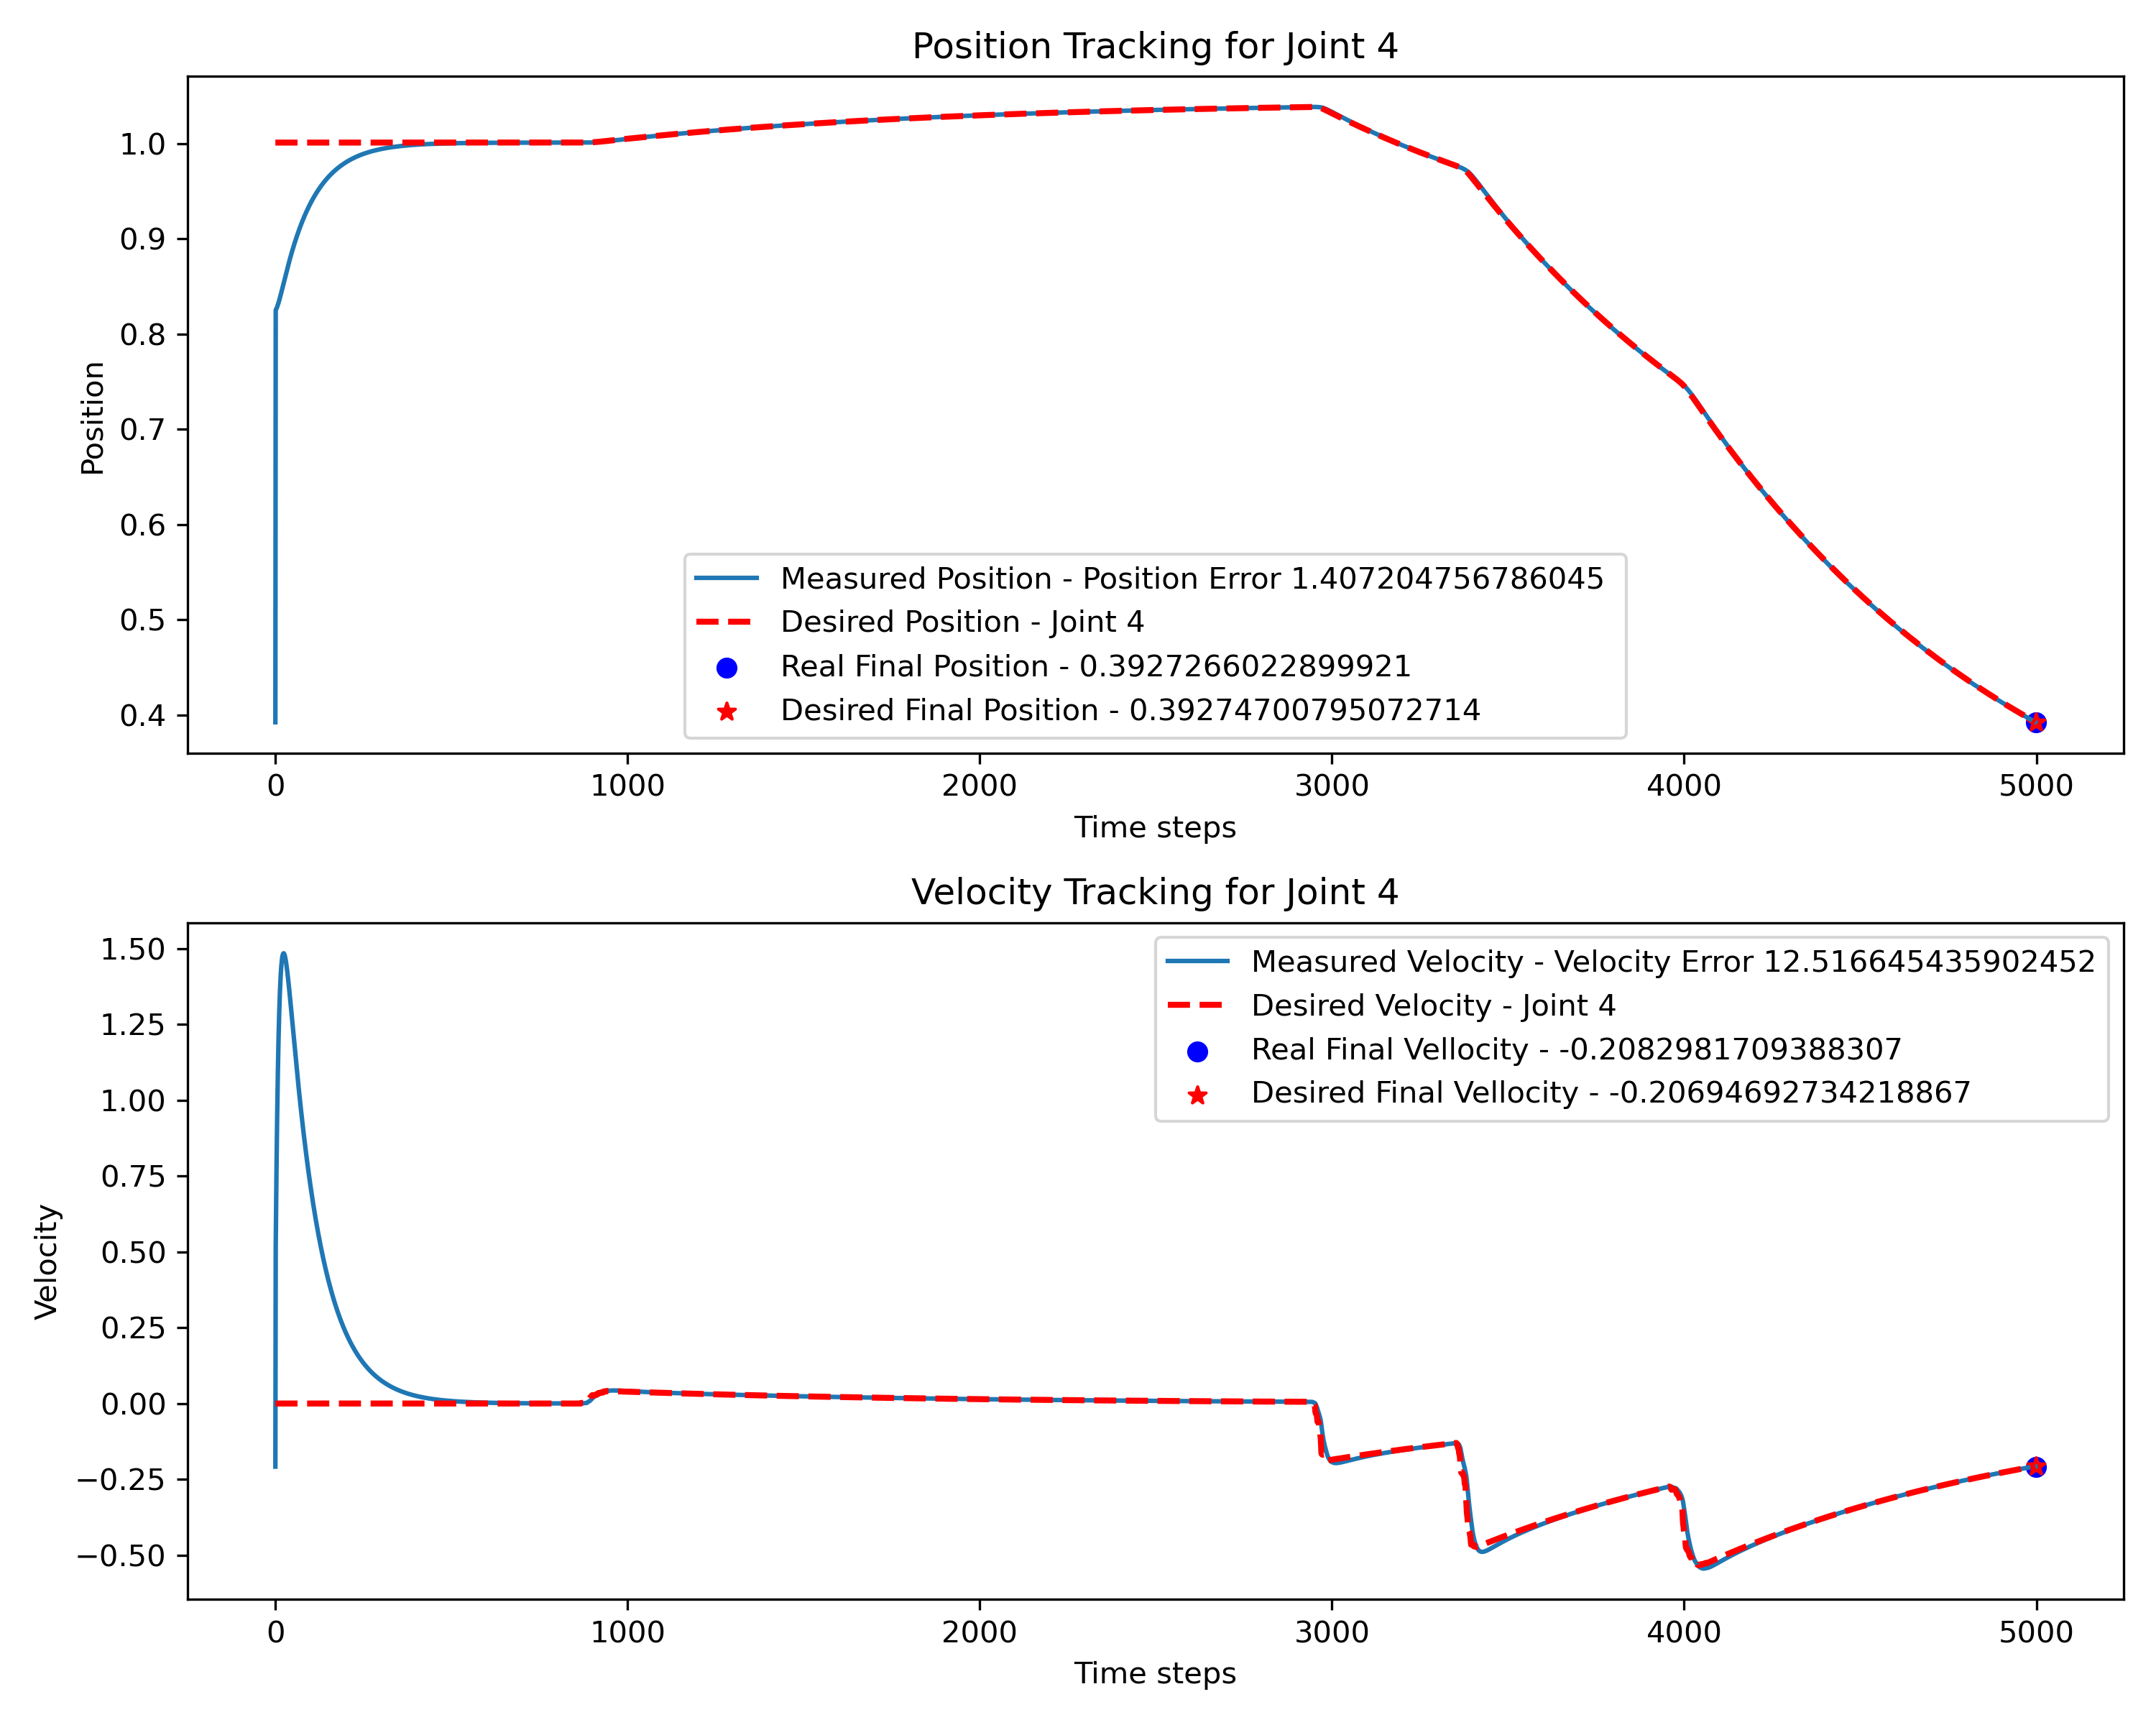 Position Tracking for Joint 4
1.0
0.9
0.8
0.7
0.6
0.5
0.4
Position
Measured Position - Position Error 1.407204756786045
Desired Position - Joint 4
Real Final Position - 0.3927266022899921
Desired Final Position - 0.39274700795072714
0 1000 2000 3000 4000 5000
Time steps
Velocity Tracking for Joint 4
1.50
1.25
1.00
0.75
0.50
0.25
0.00
−0.25
−0.50
Velocity
Measured Velocity - Velocity Error 12.516645435902452
Desired Velocity - Joint 4
Real Final Vellocity - -0.2082981709388307
Desired Final Vellocity - -0.20694692734218867
0 1000 2000 3000 4000 5000
Time steps